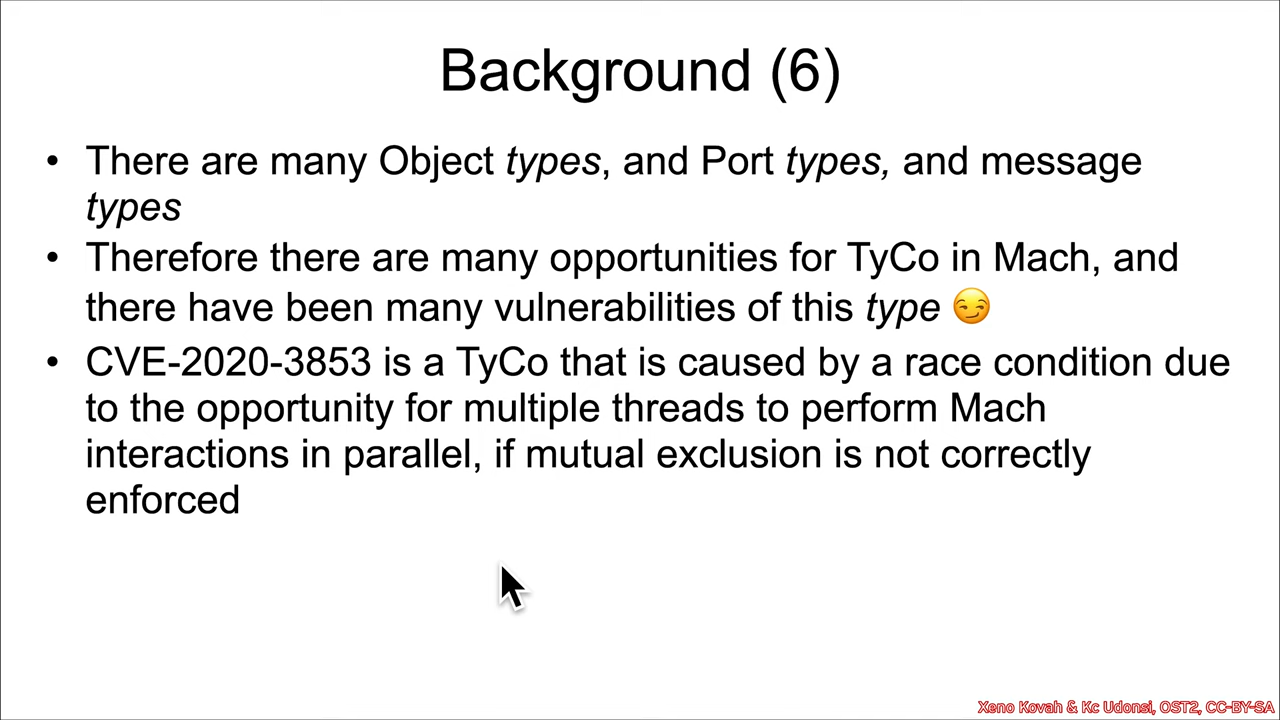 Background (6)
• There are many Object types, and Port types, and message
types
• Therefore there are many opportunities for TyCo in Mach, and
there have been many vulnerabilities of this type 😏
• CVE-2020-3853 is a TyCo that is caused by a race condition due
to the opportunity for multiple threads to perform Mach
interactions in parallel, if mutual exclusion is not correctly
enforced
Xeno Kovah & Kc Udonsi, OST2, CC-BY-SA